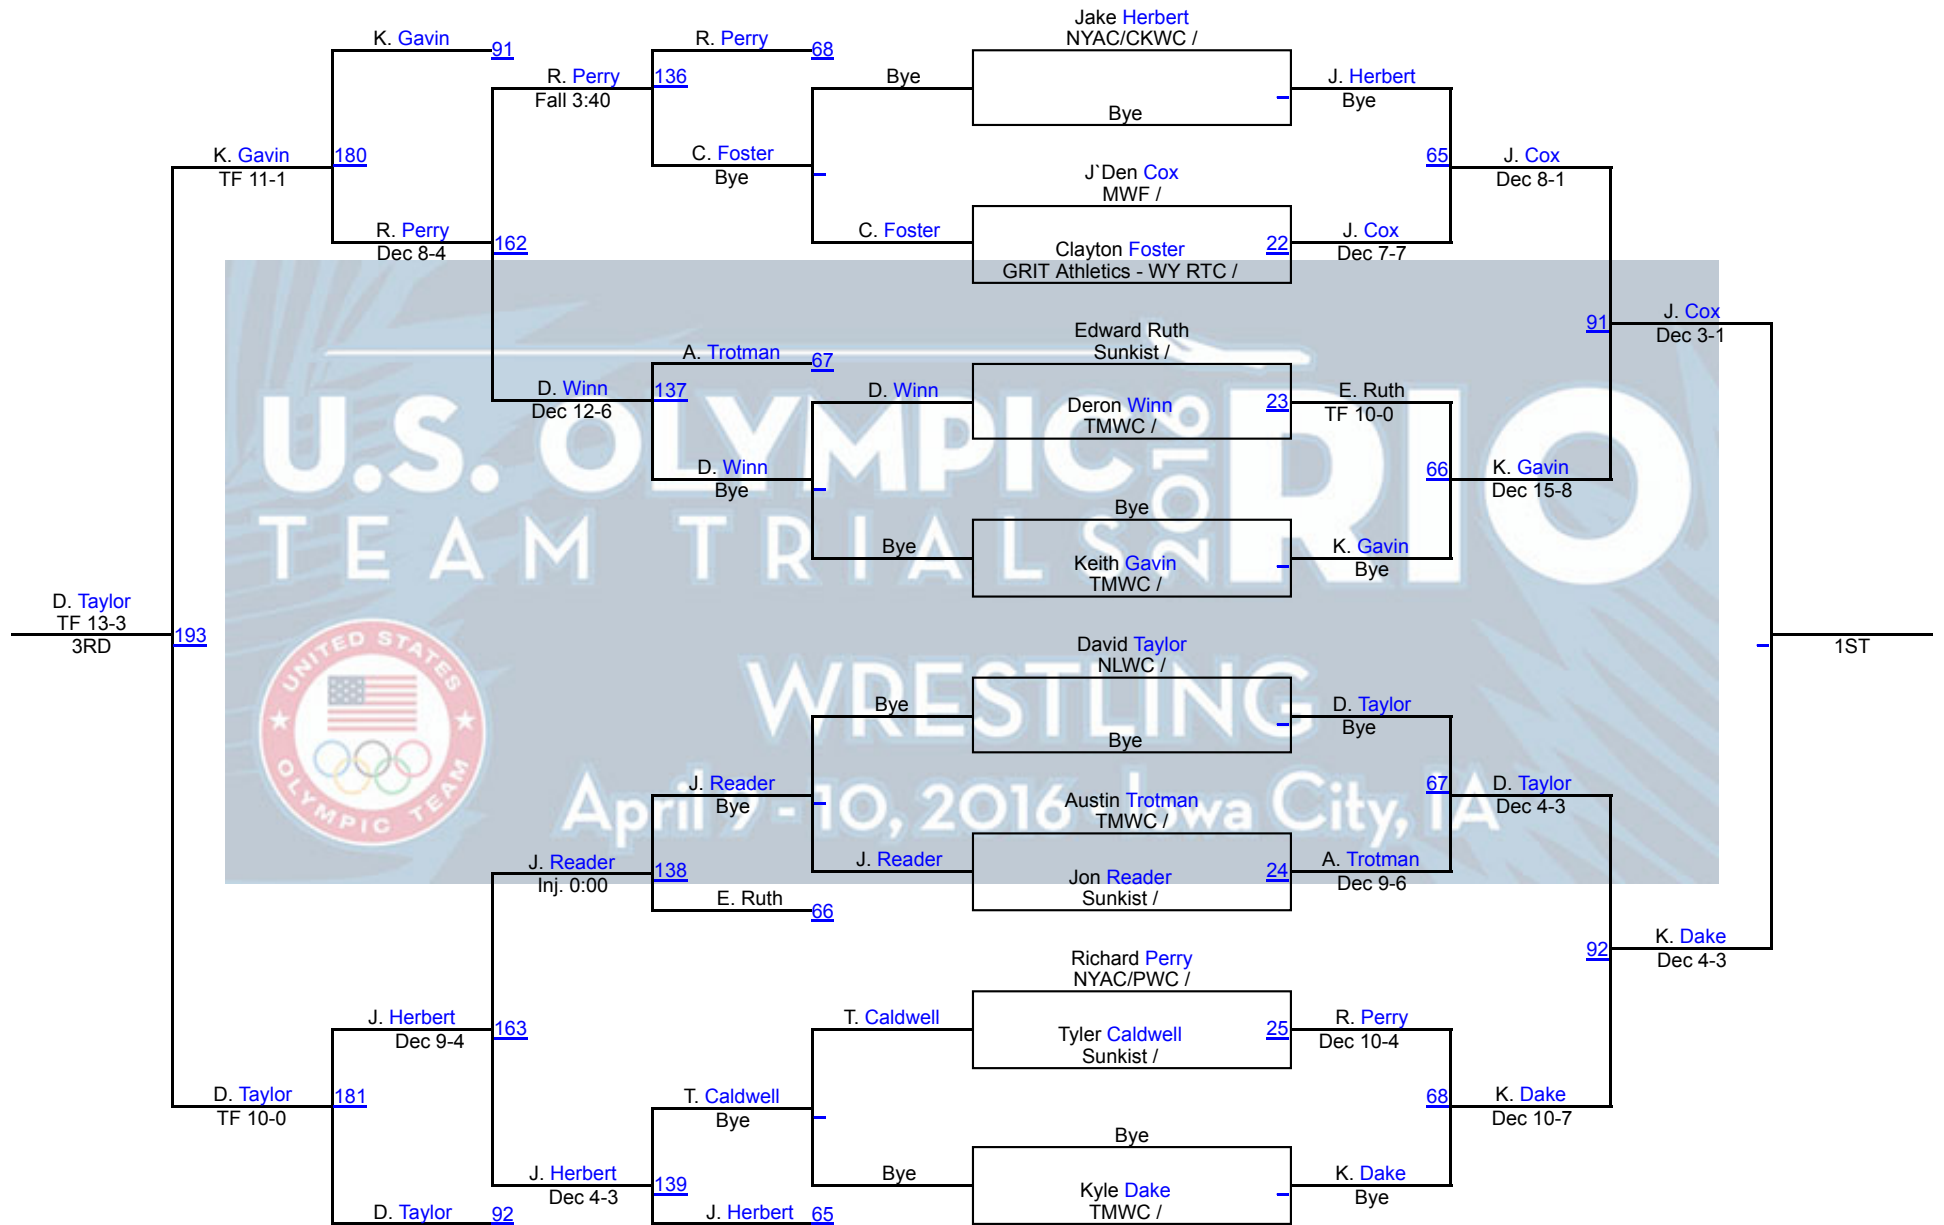 Jake Herbert
NYAC/CKWC /
K. Gavin
91
R. Perry
68
R. Perry
Fall 3:40
136
Bye
Bye
J. Herbert
Bye
K. Gavin
TF 11-1
180
C. Foster
Bye
J`Den Cox
MWF /
65
J. Cox
Dec 8-1
R. Perry
Dec 8-4
162
C. Foster
Clayton Foster
GRIT Athletics - WY RTC /
22
J. Cox
Dec 7-7
91
J. Cox
Dec 3-1
Edward Ruth
Sunkist /
A. Trotman
67
D. Winn
Dec 12-6
137
D. Winn
Deron Winn
TMWC /
23
E. Ruth
TF 10-0
U.S. OLYMPIC
TEAM TRIALS
2016
RIO
D. Winn
Bye
66
K. Gavin
Dec 15-8
Bye
Bye
Keith Gavin
TMWC /
K. Gavin
Bye
D. Taylor
TF 13-3
3RD
193
1ST
UNITED STATES
OLYMPIC TEAM
David Taylor
NLWC /
WRESTLING
Bye
Bye
D. Taylor
Bye
J. Reader
Bye
April 9 - 10, 2016 Iowa City, IA
Austin Trotman
TMWC /
67
D. Taylor
Dec 4-3
J. Reader
Inj. 0:00
138
J. Reader
Jon Reader
Sunkist /
24
A. Trotman
Dec 9-6
E. Ruth
66
92
K. Dake
Dec 4-3
Richard Perry
NYAC/PWC /
J. Herbert
Dec 9-4
163
T. Caldwell
Tyler Caldwell
Sunkist /
25
R. Perry
Dec 10-4
D. Taylor
TF 10-0
181
T. Caldwell
Bye
68
K. Dake
Dec 10-7
Bye
J. Herbert
Dec 4-3
139
Bye
Kyle Dake
TMWC /
K. Dake
Bye
D. Taylor
92
J. Herbert
65